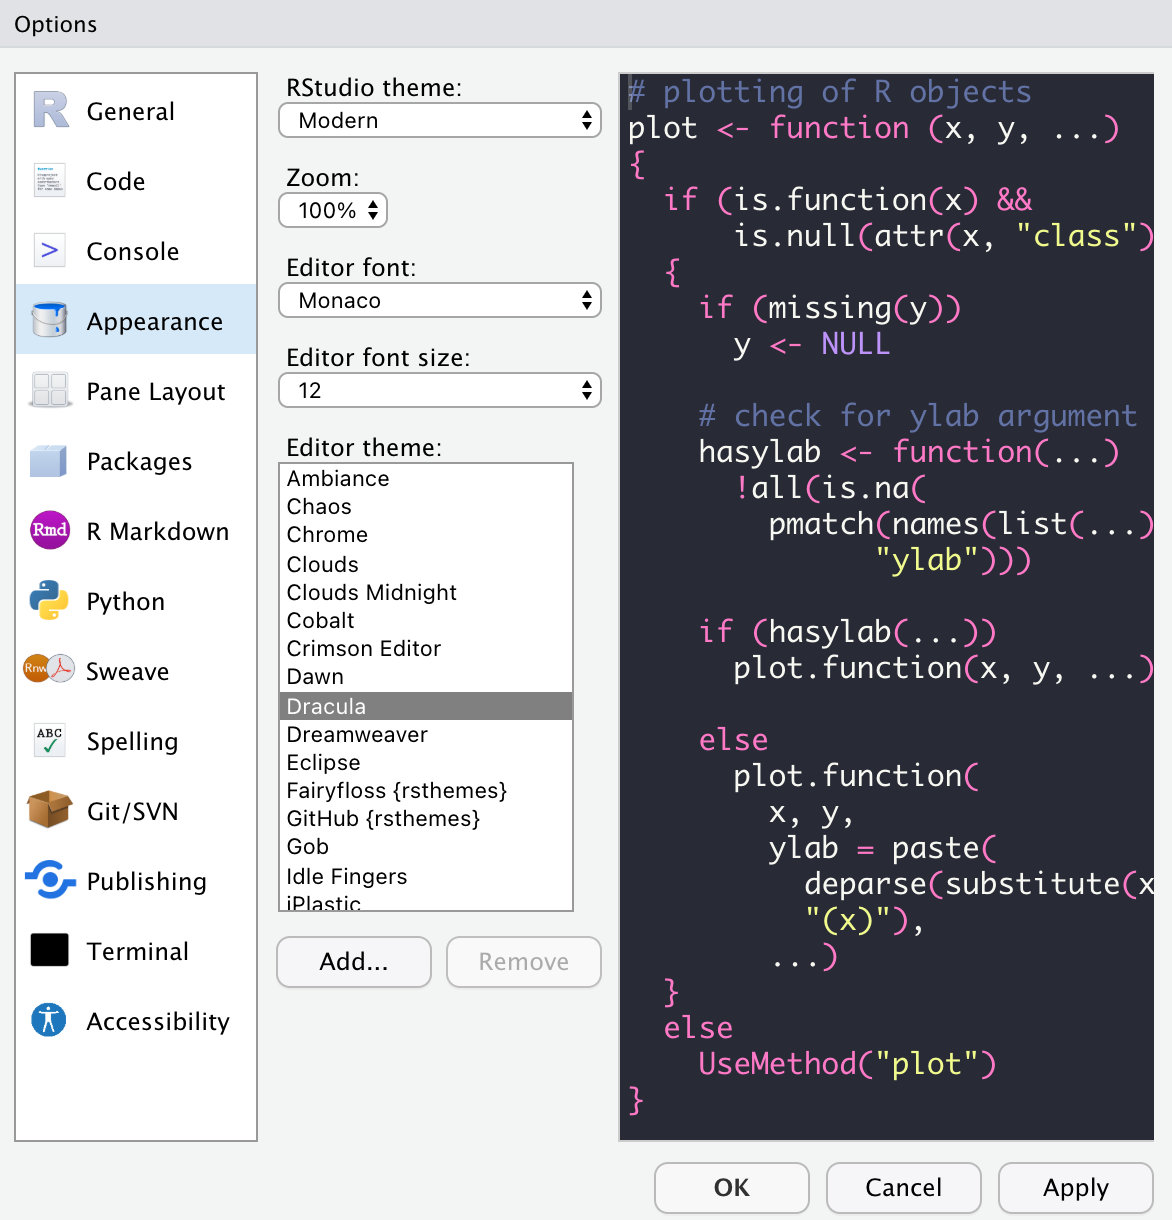 Options
General
Code
Console
Appearance
Pane Layout
Packages
Rmd
R Markdown
Python
Rnw
Sweave
ABC
Spelling
Git/SVN
Publishing
Terminal
Accessibility
RStudio theme:
Modern
Zoom:
100%
Editor font:
Monaco
Editor font size:
12
Editor theme:
Ambiance
Chaos
Chrome
Clouds
Clouds Midnight
Cobalt
Crimson Editor
Dawn
Dracula
Dreamweaver
Eclipse
Fairyfloss {rsthemes}
GitHub {rsthemes}
Gob
Idle Fingers
iPlastic
Add...
Remove
# plotting of R objects
plot <- function (x, y, ...)
{
  if (is.function(x) &&
      is.null(attr(x, "class")
  {
    if (missing(y))
      y <- NULL
    # check for ylab argument
    hasylab <- function(...)
      !all(is.na(
        pmatch(names(list(...)
              "ylab")))
    if (hasylab(...))
      plot.function(x, y, ...)
    else
      plot.function(
        x, y,
        ylab = paste(
          deparse(substitute(x
          "(x)"),
        ...)
  }
  else
    UseMethod("plot")
}
OK
Cancel
Apply